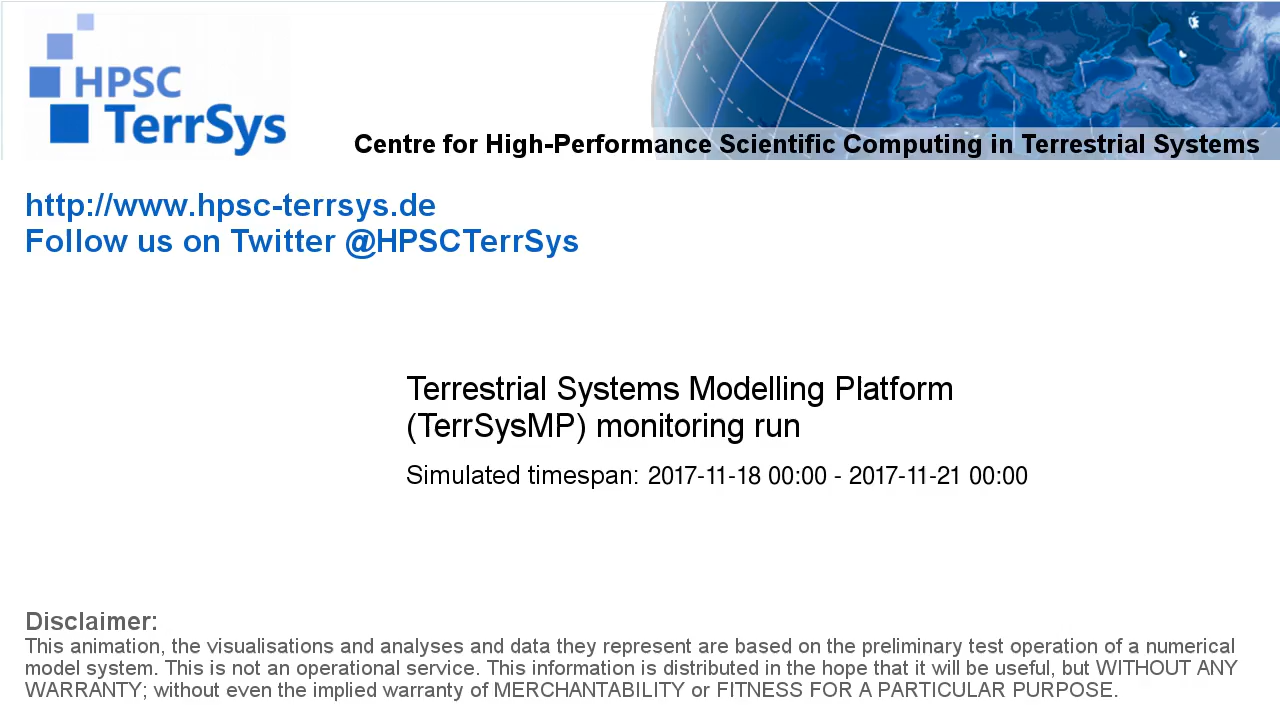 HPSC
TerrSys
Centre for High-Performance Scientific Computing in Terrestrial Systems
http://www.hpsc-terrsys.de
Follow us on Twitter @HPSCTerrSys
Terrestrial Systems Modelling Platform
(TerrSysMP) monitoring run
Simulated timespan: 2017-11-18 00:00 - 2017-11-21 00:00
Disclaimer:
This animation, the visualisations and analyses and data they represent are based on the preliminary test operation of a numerical
model system. This is not an operational service. This information is distributed in the hope that it will be useful, but WITHOUT ANY
WARRANTY; without even the implied warranty of MERCHANTABILITY or FITNESS FOR A PARTICULAR PURPOSE.